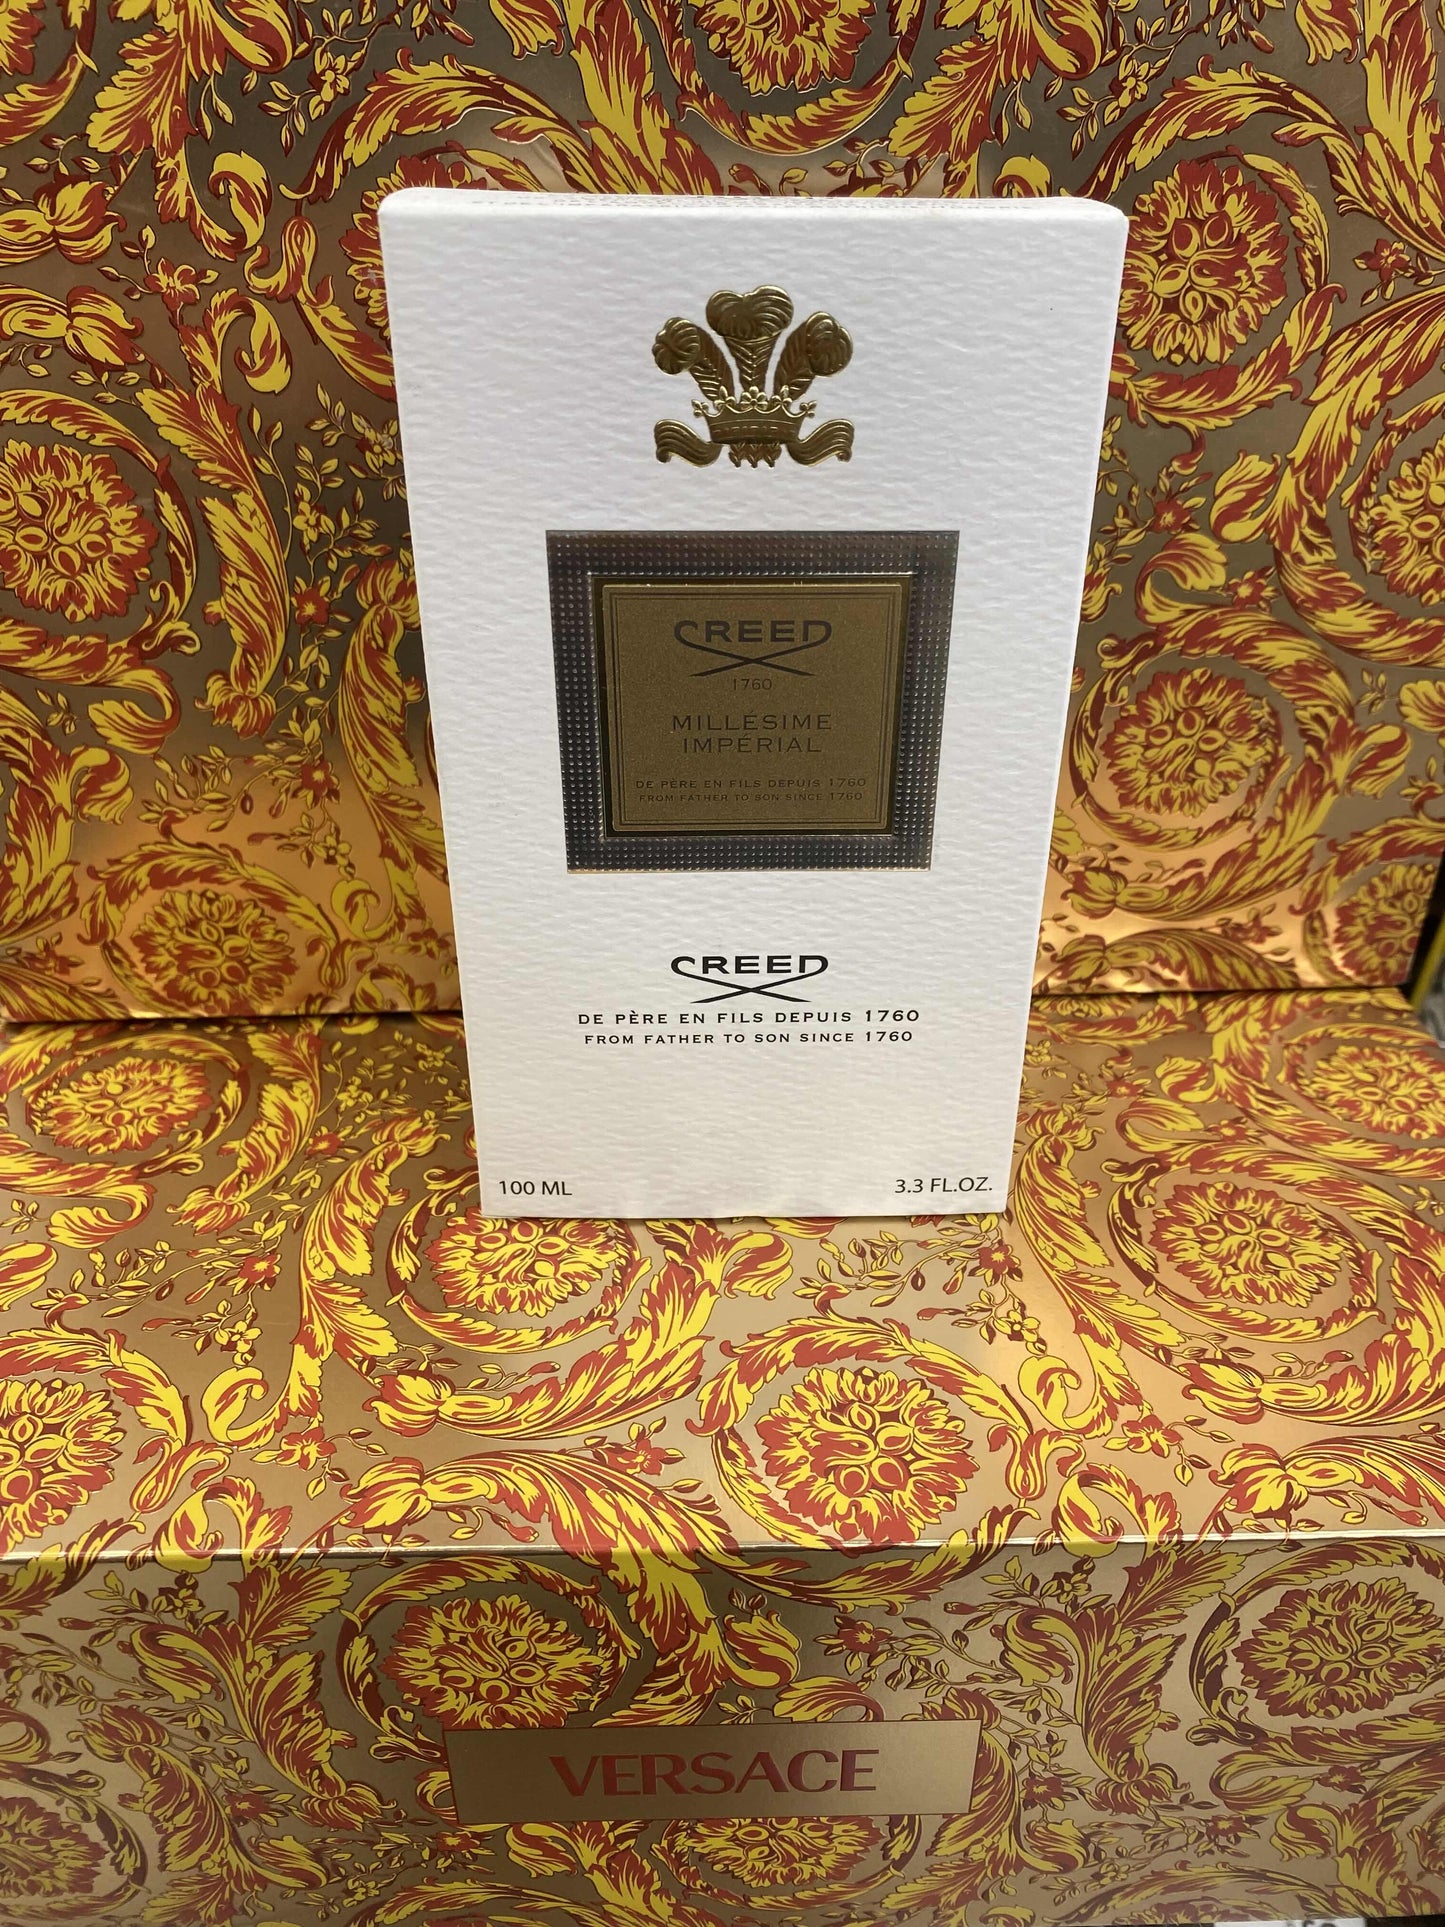 CREED
1760
MILLÉSIME
IMPÉRIAL
DE PÈRE EN FILS DEPUIS 1760
FROM FATHER TO SON SINCE 1760
CREED
DE PÈRE EN FILS DEPUIS 1760
FROM FATHER TO SON SINCE 1760
100 ML
3.3 FL.OZ.
VERSACE